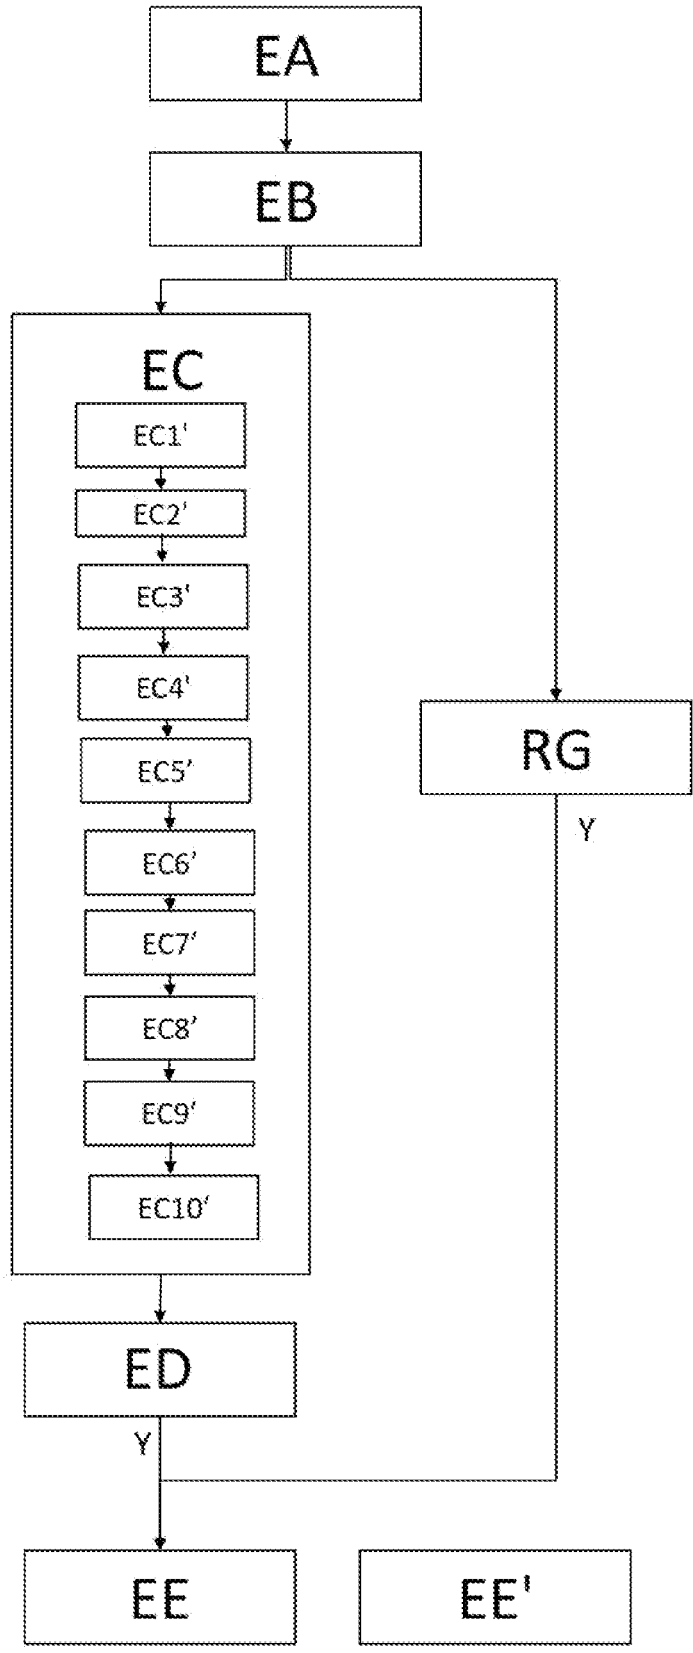 EA
EB
EC
EC1'
EC2'
EC3'
EC4'
EC5'
EC6'
EC7'
EC8'
EC9'
EC10'
RG
Y
ED
Y
EE
EE'